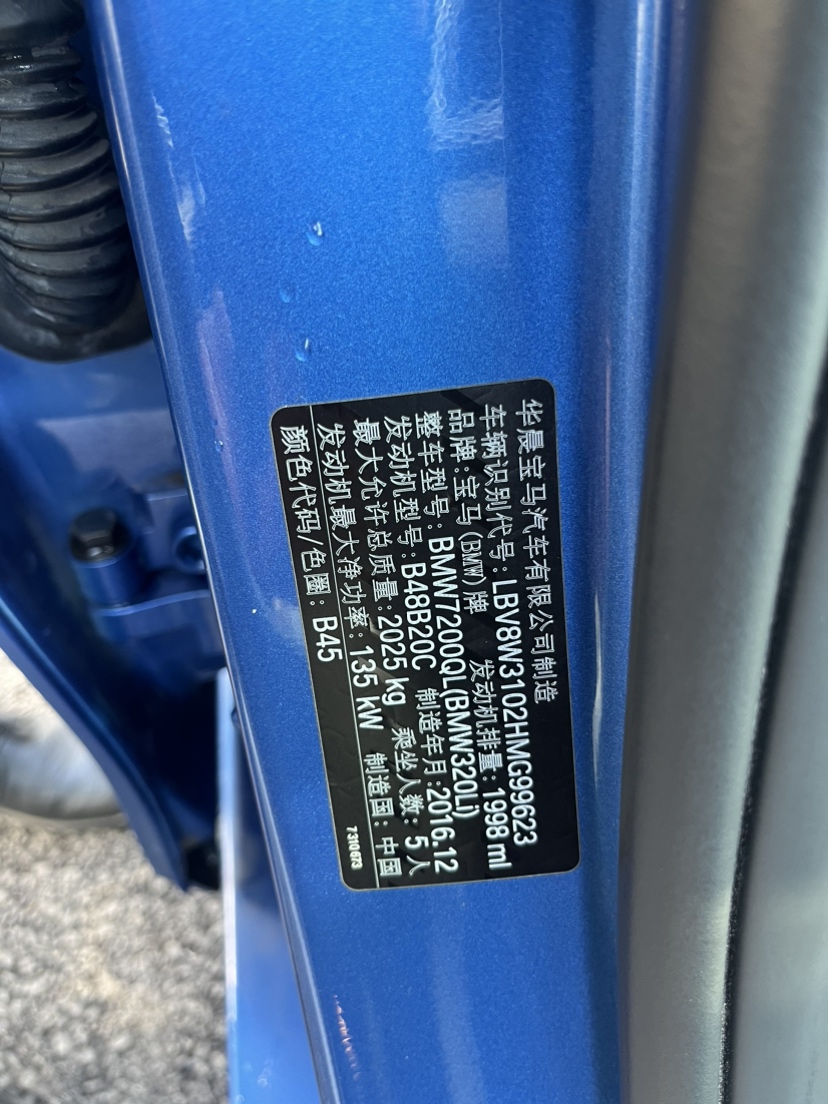 华晨宝马汽车有限公司制造
车辆识别代号:LBV8W3102HMG99623
品牌:宝马(BMW)牌 发动机排量:1998 ml
整车型号:BMW7200QL(BMW320Li)
发动机型号:B48B20C 制造年月:2016.12
最大允许总质量:2025 kg 乘坐人数:5人
发动机最大净功率:135 kW 制造国:中国
颜色代码/色圈:B45
7310673